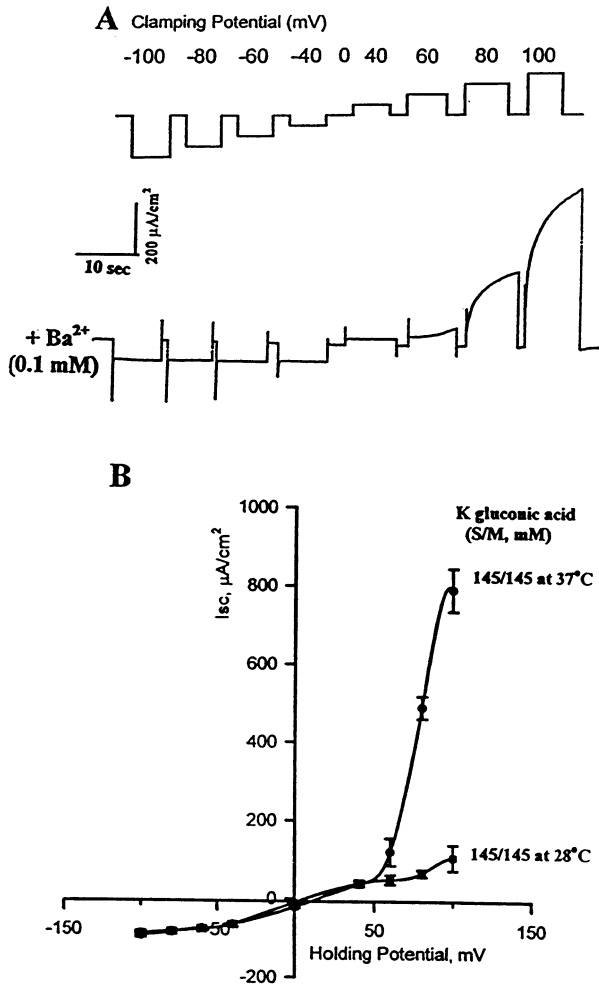 A Clamping Potential (mV)
-100 -80 -60 -40 0 40 60 80 100
200 µA/cm²
10 sec
+ Ba²⁺
(0.1 mM)
B
Isc, µA/cm²
1000
800
600
400
200
0
-200
-150
-50
50
150
Holding Potential, mV
K gluconic acid
(S/M, mM)
145/145 at 37°C
145/145 at 28°C